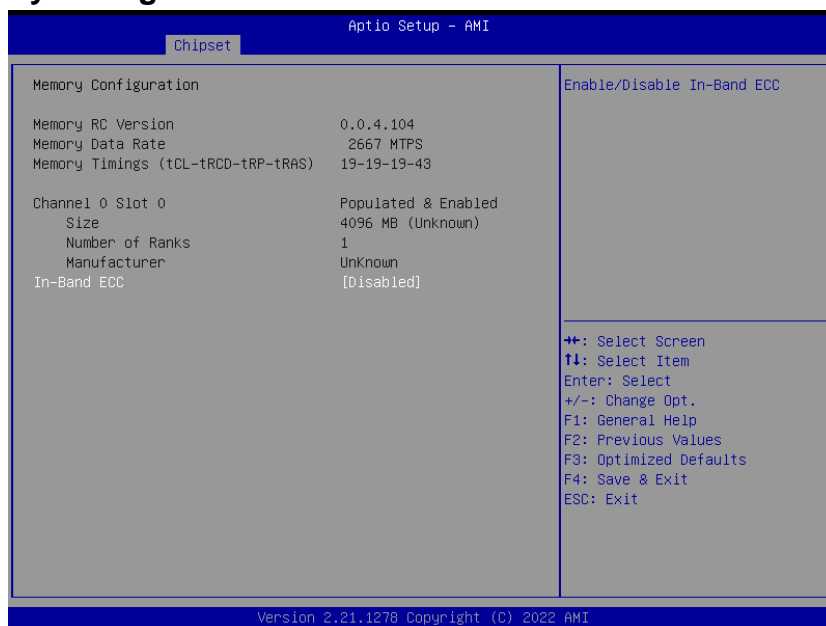 Aptio Setup - AMI
Chipset
Memory Configuration
Memory RC Version 0.0.4.104
Memory Data Rate 2667 MTPS
Memory Timings (tCL-tRCD-tRP-tRAS) 19-19-19-43
Channel 0 Slot 0 Populated & Enabled
Size 4096 MB (Unknown)
Number of Ranks 1
Manufacturer UnKnown
In-Band ECC [Disabled]
Enable/Disable In-Band ECC
→←: Select Screen
↑↓: Select Item
Enter: Select
+/-: Change Opt.
F1: General Help
F2: Previous Values
F3: Optimized Defaults
F4: Save & Exit
ESC: Exit
Version 2.21.1278 Copyright (C) 2022 AMI